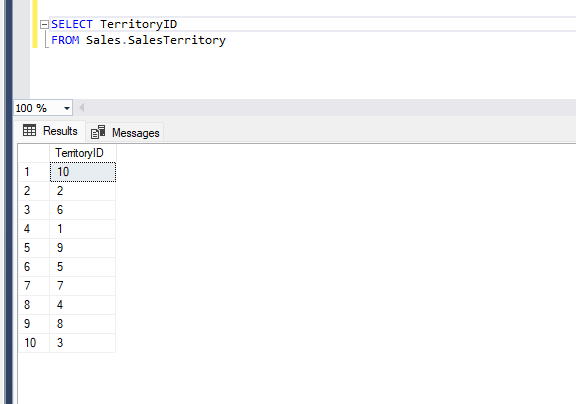 SELECT TerritoryID
FROM Sales.SalesTerritory
100 %
Results Messages
TerritoryID
1 10
2 2
3 6
4 1
5 9
6 5
7 7
8 4
9 8
10 3